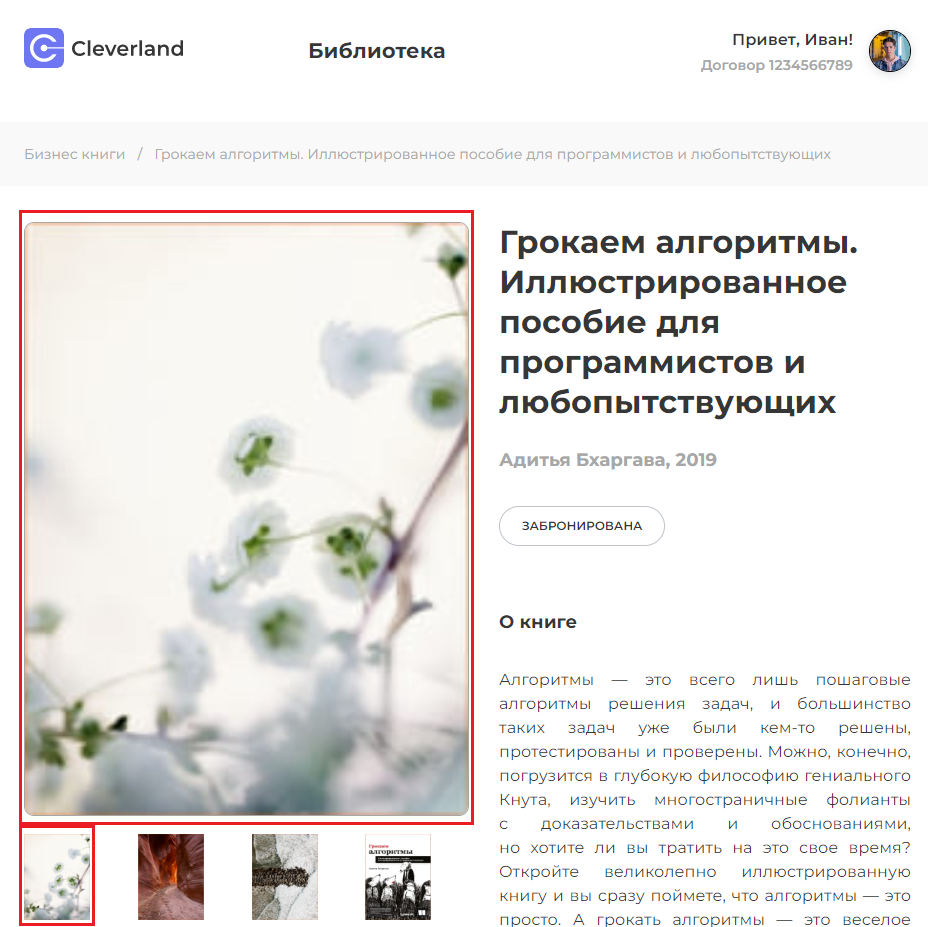 Cleverland
Библиотека
Привет, Иван!
Договор 1234566789
Бизнес книги / Грокаем алгоритмы. Иллюстрированное пособие для программистов и любопытствующих
Грокаем алгоритмы.
Иллюстрированное
пособие для
программистов и
любопытствующих
Адитья Бхаргава, 2019
ЗАБРОНИРОВАНА
О книге
Алгоритмы — это всего лишь пошаговые
алгоритмы решения задач, и большинство
таких задач уже были кем-то решены,
протестированы и проверены. Можно, конечно,
погрузится в глубокую философию гениального
Кнута, изучить многостраничные фолианты
с доказательствами и обоснованиями,
но хотите ли вы тратить на это свое время?
Откройте великолепно иллюстрированную
книгу и вы сразу поймете, что алгоритмы — это
просто. А грокать алгоритмы — это веселое
Грокаем
алгоритмы